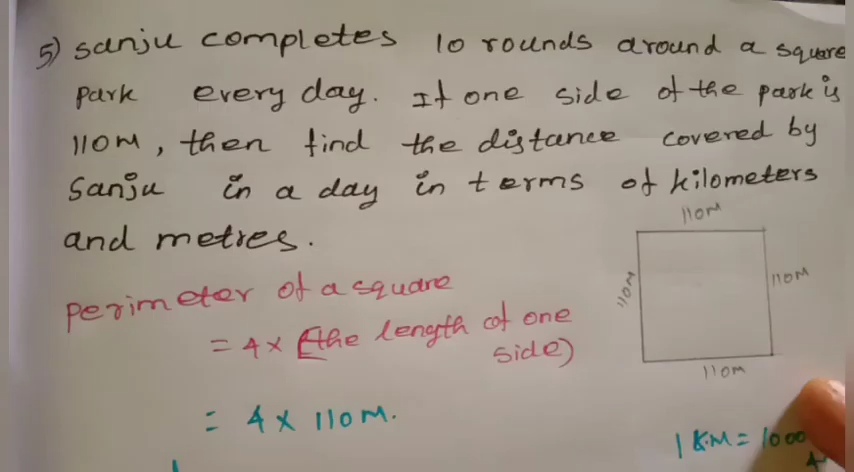 5) Sanju completes 10 rounds around a square
park every day. If one side of the park is
110M, then find the distance covered by
Sanju in a day in terms of kilometers
and metres.
110M
110M
110M
110M
perimeter of a square
= 4 × (the length of one
side)
= 4 × 110M.
1 KM = 1000